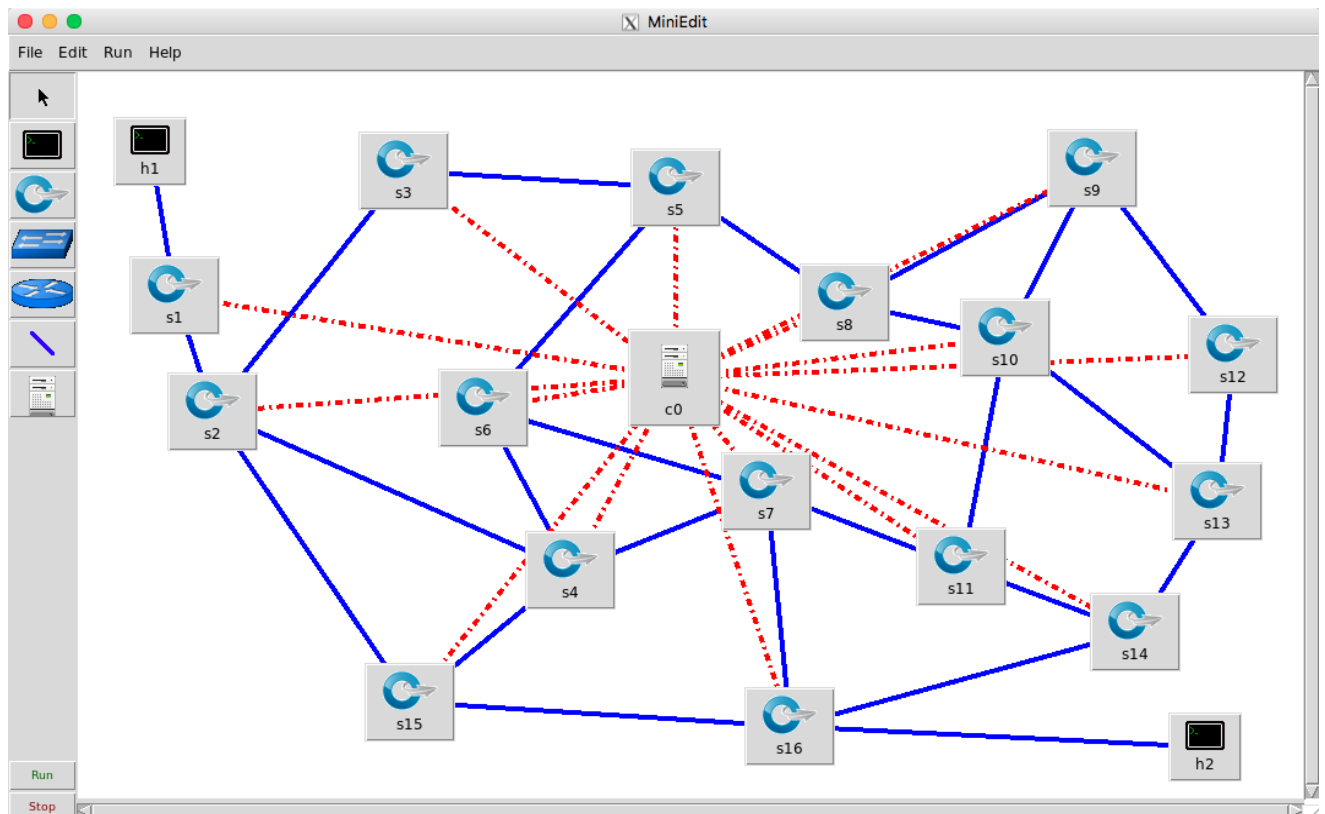 MiniEdit
File Edit Run Help
h1
s3
s5
s9
s1
s8
s10
s12
s2
s6
c0
s7
s13
s4
s11
s14
s15
s16
h2
Run
Stop